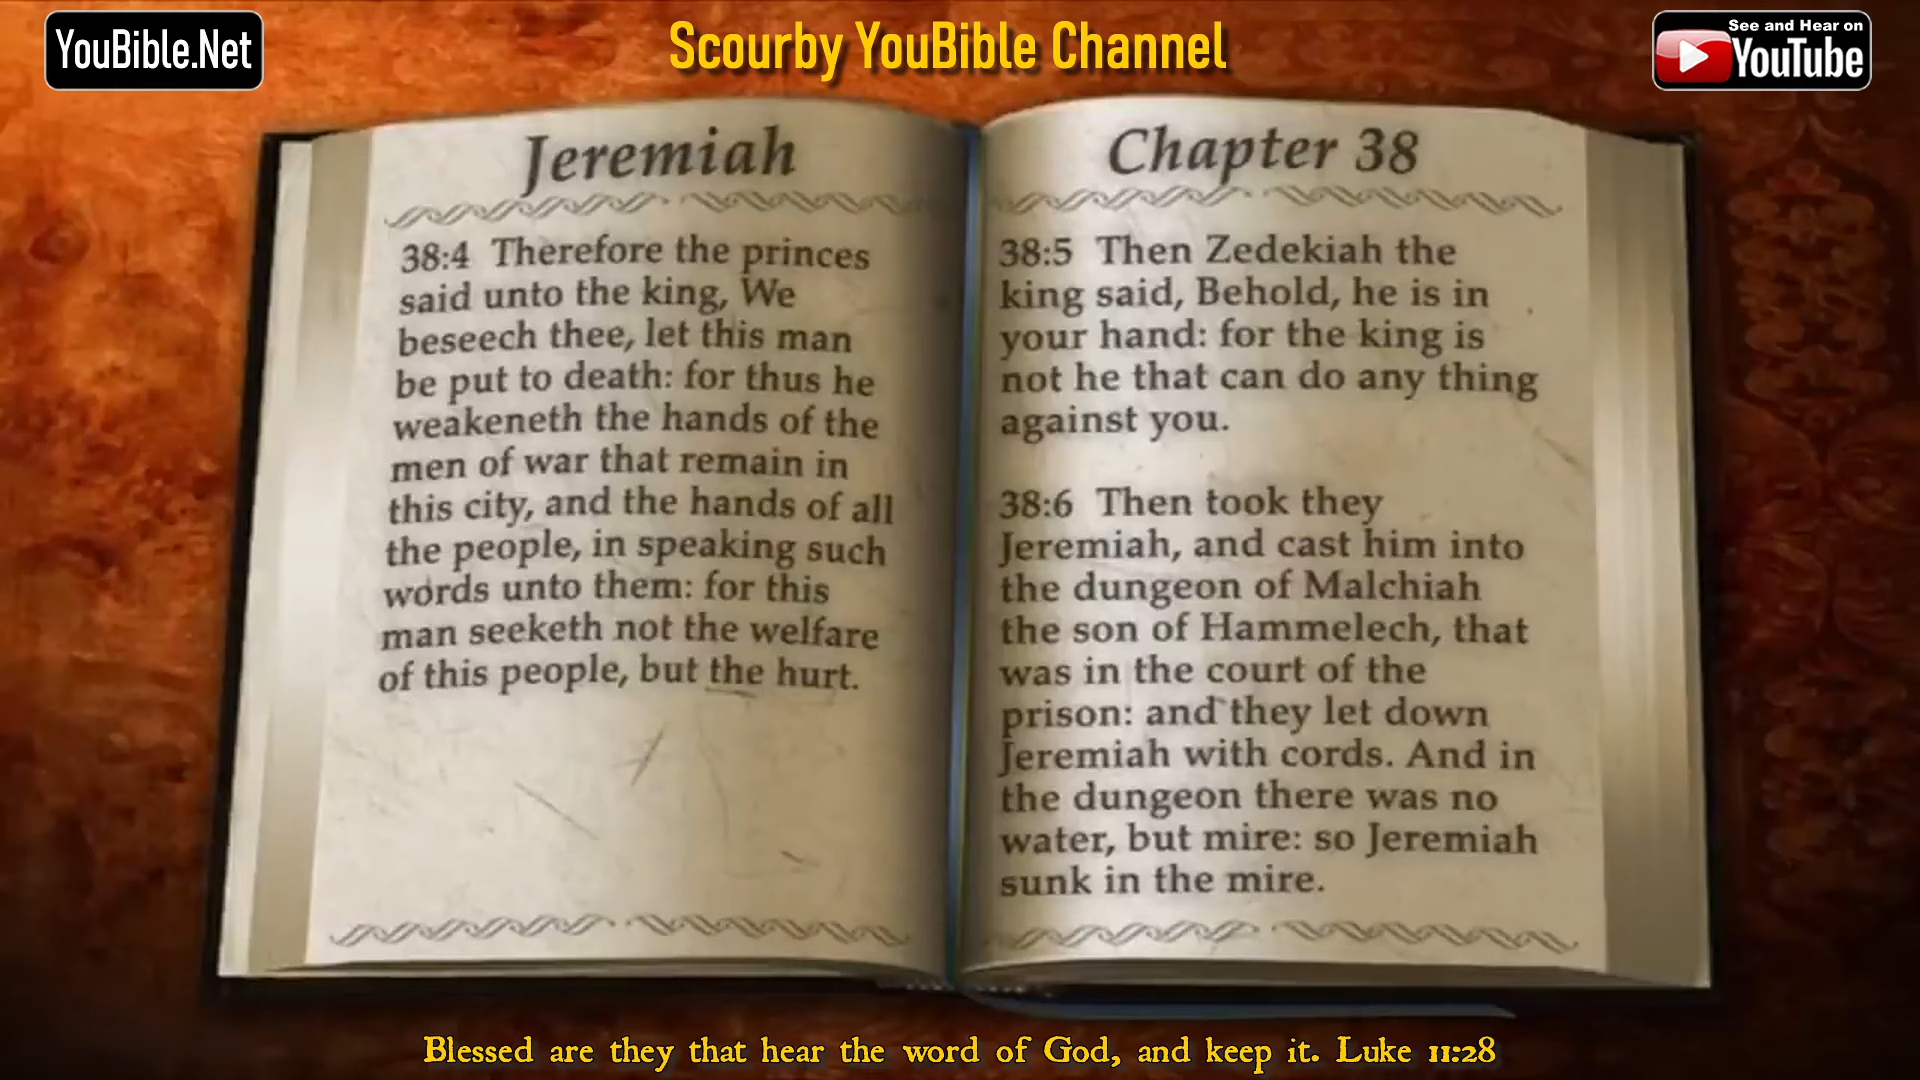 YouBible.Net
Scourby YouBible Channel
See and Hear on
YouTube
Jeremiah
38:4 Therefore the princes
said unto the king, We
beseech thee, let this man
be put to death: for thus he
weakeneth the hands of the
men of war that remain in
this city, and the hands of all
the people, in speaking such
words unto them: for this
man seeketh not the welfare
of this people, but the hurt.
Chapter 38
38:5 Then Zedekiah the
king said, Behold, he is in
your hand: for the king is
not he that can do any thing
against you.
38:6 Then took they
Jeremiah, and cast him into
the dungeon of Malchiah
the son of Hammelech, that
was in the court of the
prison: and they let down
Jeremiah with cords. And in
the dungeon there was no
water, but mire: so Jeremiah
sunk in the mire.
Blessed are they that hear the word of God, and keep it. Luke 11:28